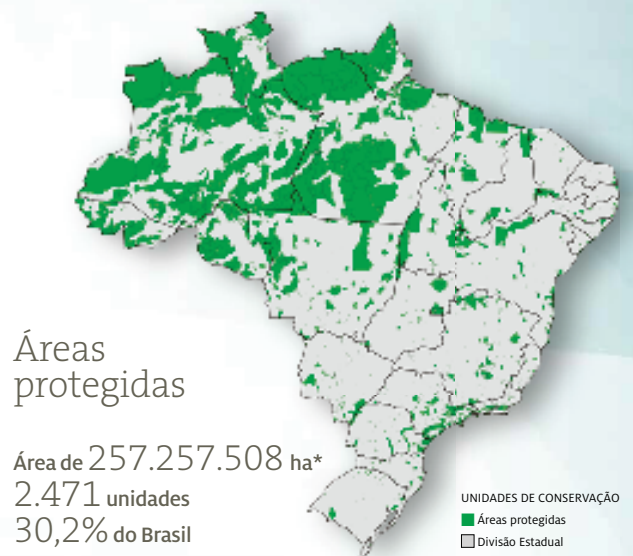 Áreas
protegidas
Área de 257.257.508 ha*
2.471 unidades
30,2% do Brasil
UNIDADES DE CONSERVAÇÃO
Áreas protegidas
Divisão Estadual